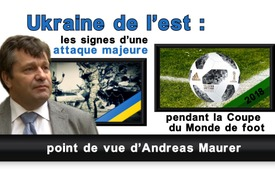 Ukraine de l'est :
les signes d'une
attaque majeure
2018
pendant la Coupe
du Monde de foot
point de vue d'Andreas Maurer